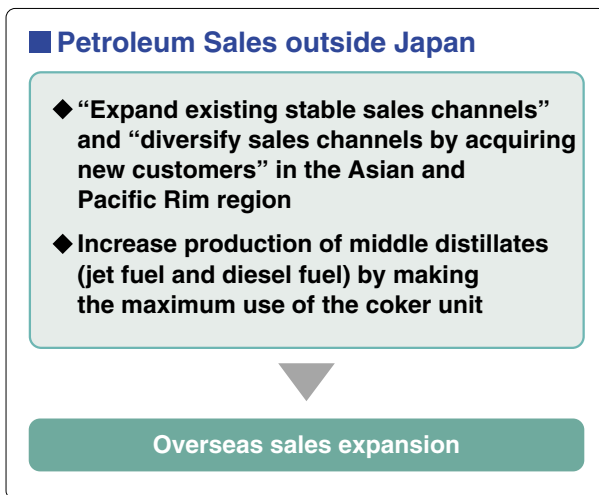 ■ Petroleum Sales outside Japan
◆ “Expand existing stable sales channels”
and “diversify sales channels by acquiring
new customers” in the Asian and
Pacific Rim region
◆ Increase production of middle distillates
(jet fuel and diesel fuel) by making
the maximum use of the coker unit
Overseas sales expansion